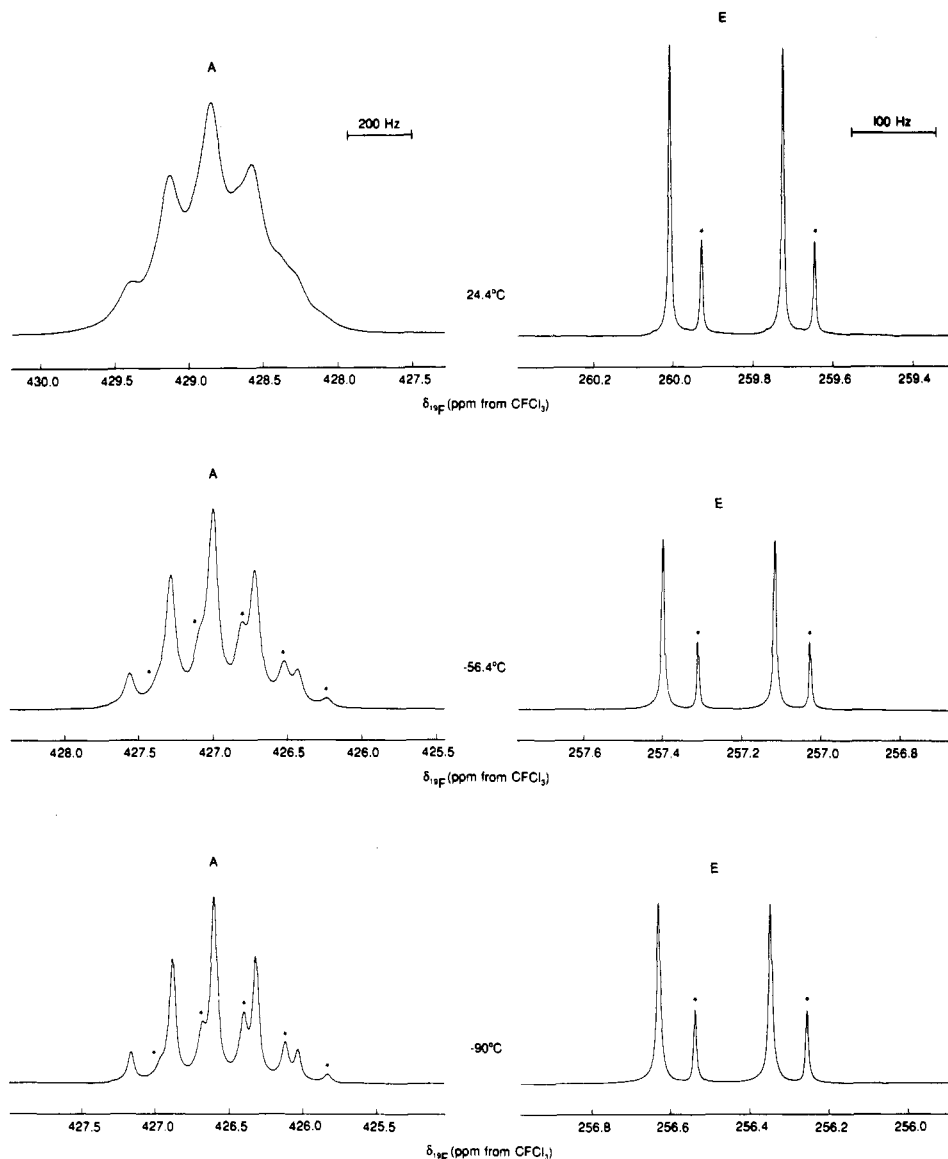 E
A
200 Hz
100 Hz
* *
24.4°C
430.0 429.5 429.0 428.5 428.0 427.5
260.2 260.0 259.8 259.6 259.4
δ₁₉F (ppm from CFCl₃)
A
E
* * * * *
* *
-56.4°C
428.0 427.5 427.0 426.5 426.0 425.5
257.6 257.4 257.2 257.0 256.8
δ₁₉F (ppm from CFCl₃)
A
E
* * * * *
* *
-90°C
427.5 427.0 426.5 426.0 425.5
256.8 256.6 256.4 256.2 256.0
δ₁₉F (ppm from CFCl₃)